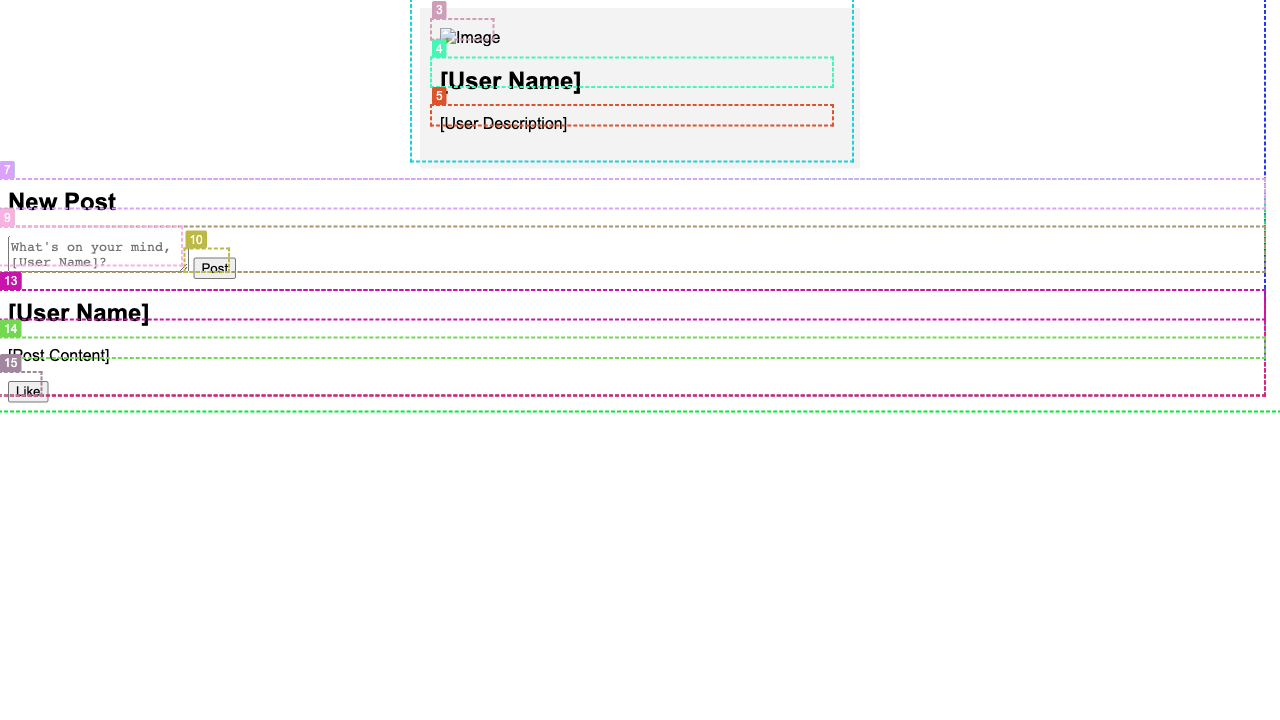 3
Image
4
[User Name]
5
[User Description]
7
New Post
9
10
What's on your mind,
[User Name]?
Post
13
[User Name]
14
[Post Content]
15
Like